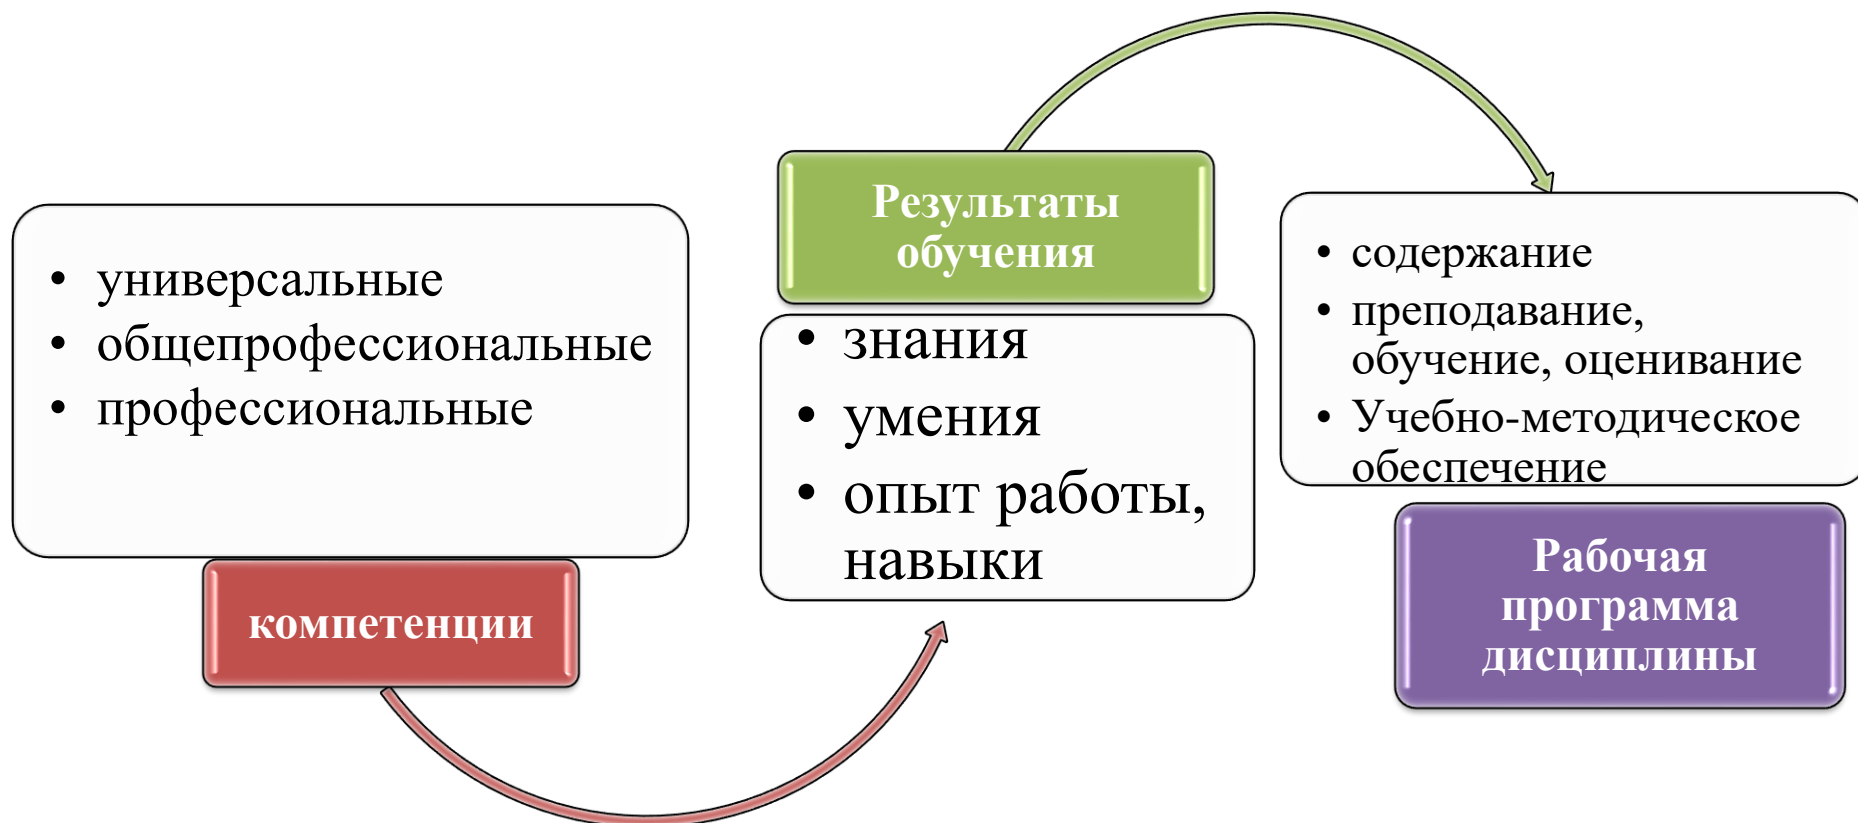 • универсальные
• общепрофессиональные
• профессиональные
компетенции
Результаты
обучения
• знания
• умения
• опыт работы,
навыки
• содержание
• преподавание,
обучение, оценивание
• Учебно-методическое
обеспечение
Рабочая
программа
дисциплины